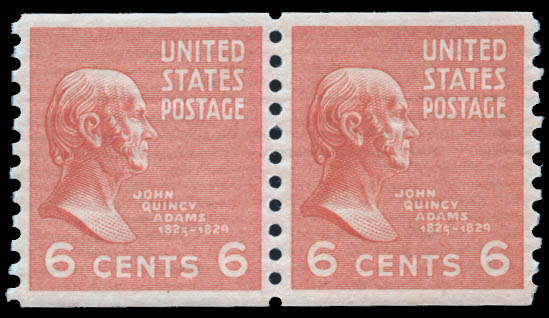 UNITED
STATES
POSTAGE
JOHN
QUINCY
ADAMS
1825-1829
6 CENTS 6
UNITED
STATES
POSTAGE
JOHN
QUINCY
ADAMS
1825-1829
6 CENTS 6